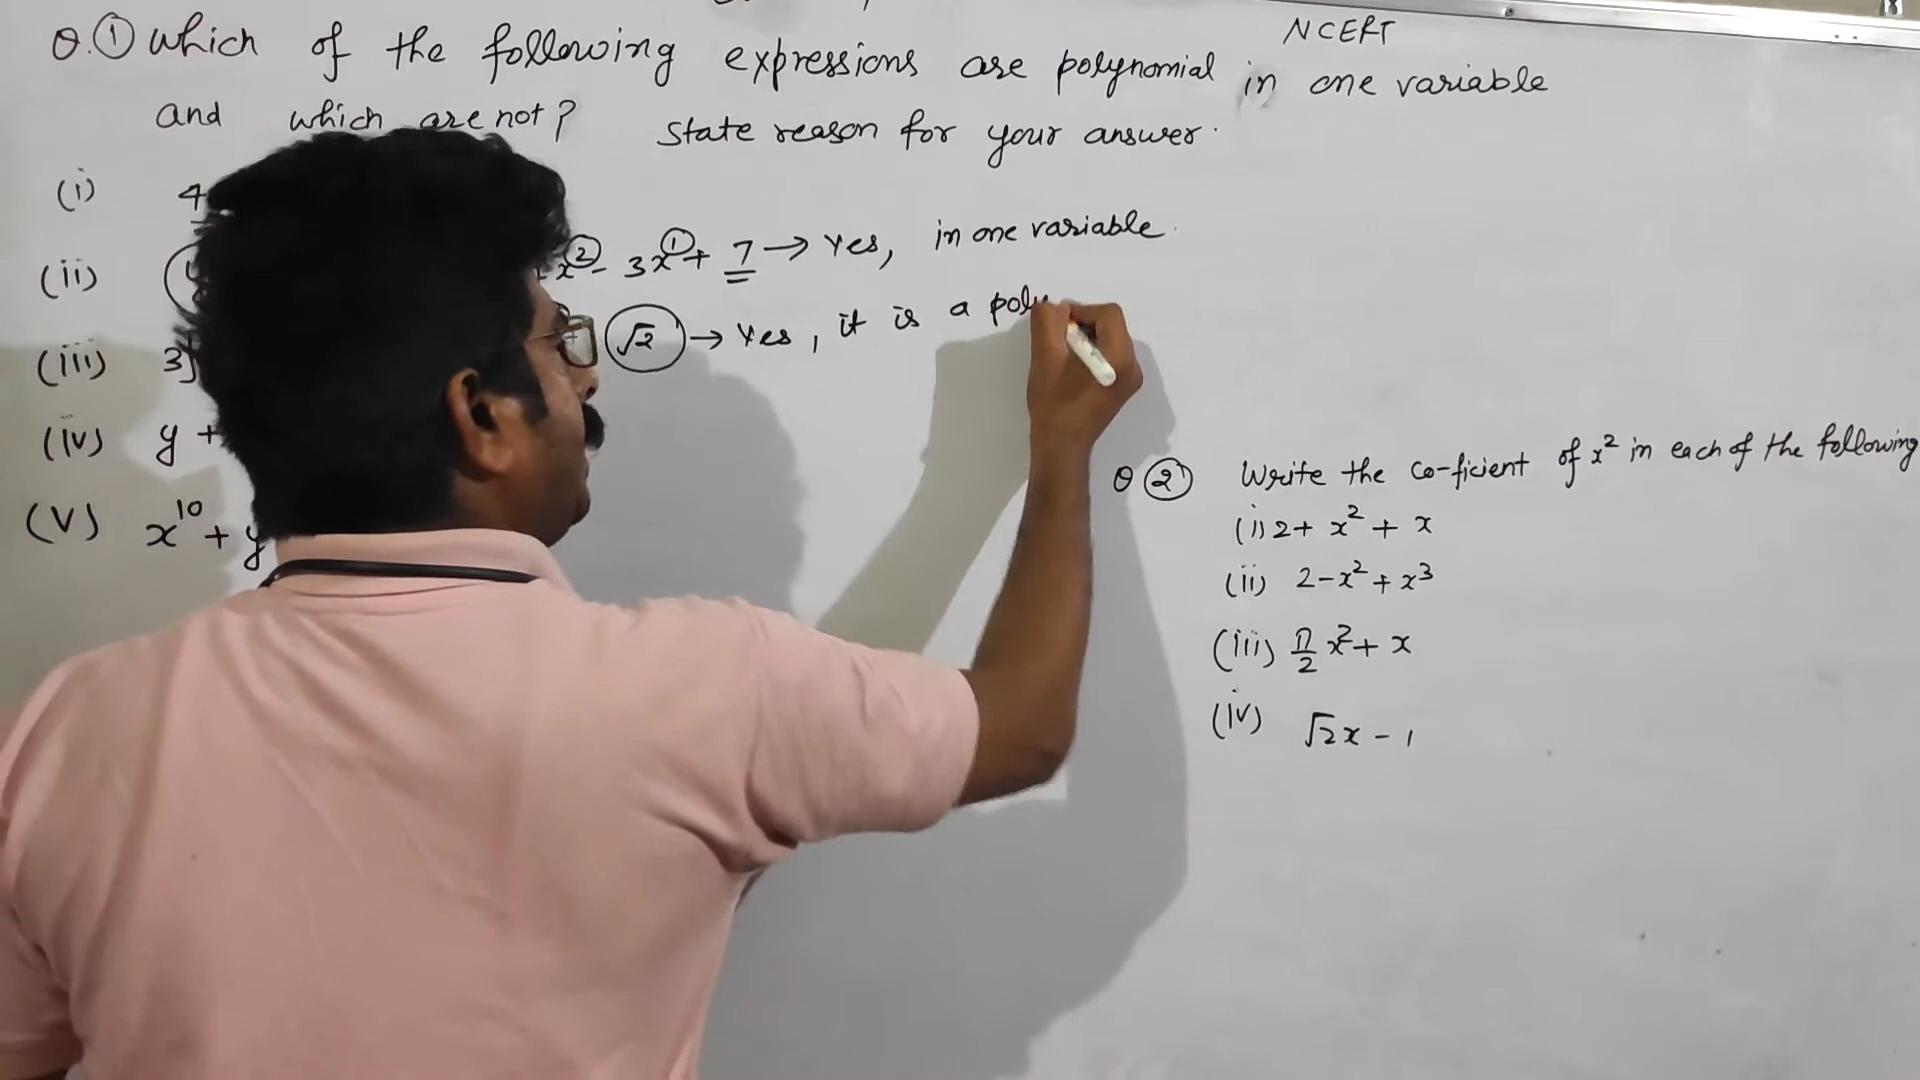 NCERT
Q.① Which of the following expressions are polynomial in one variable
and which are not? State reason for your answer.
(i) 4 x² - 3x¹ + 7 → Yes, in one variable.
(ii) √2 → Yes, it is a poly
(iii) 3
(iv) y +
(V) x¹⁰ + y
Q② Write the co-ficient of x² in each of the following
(i) 2 + x² + x
(ii) 2 - x² + x³
(iii) π/2 x² + x
(iv) √2x - 1